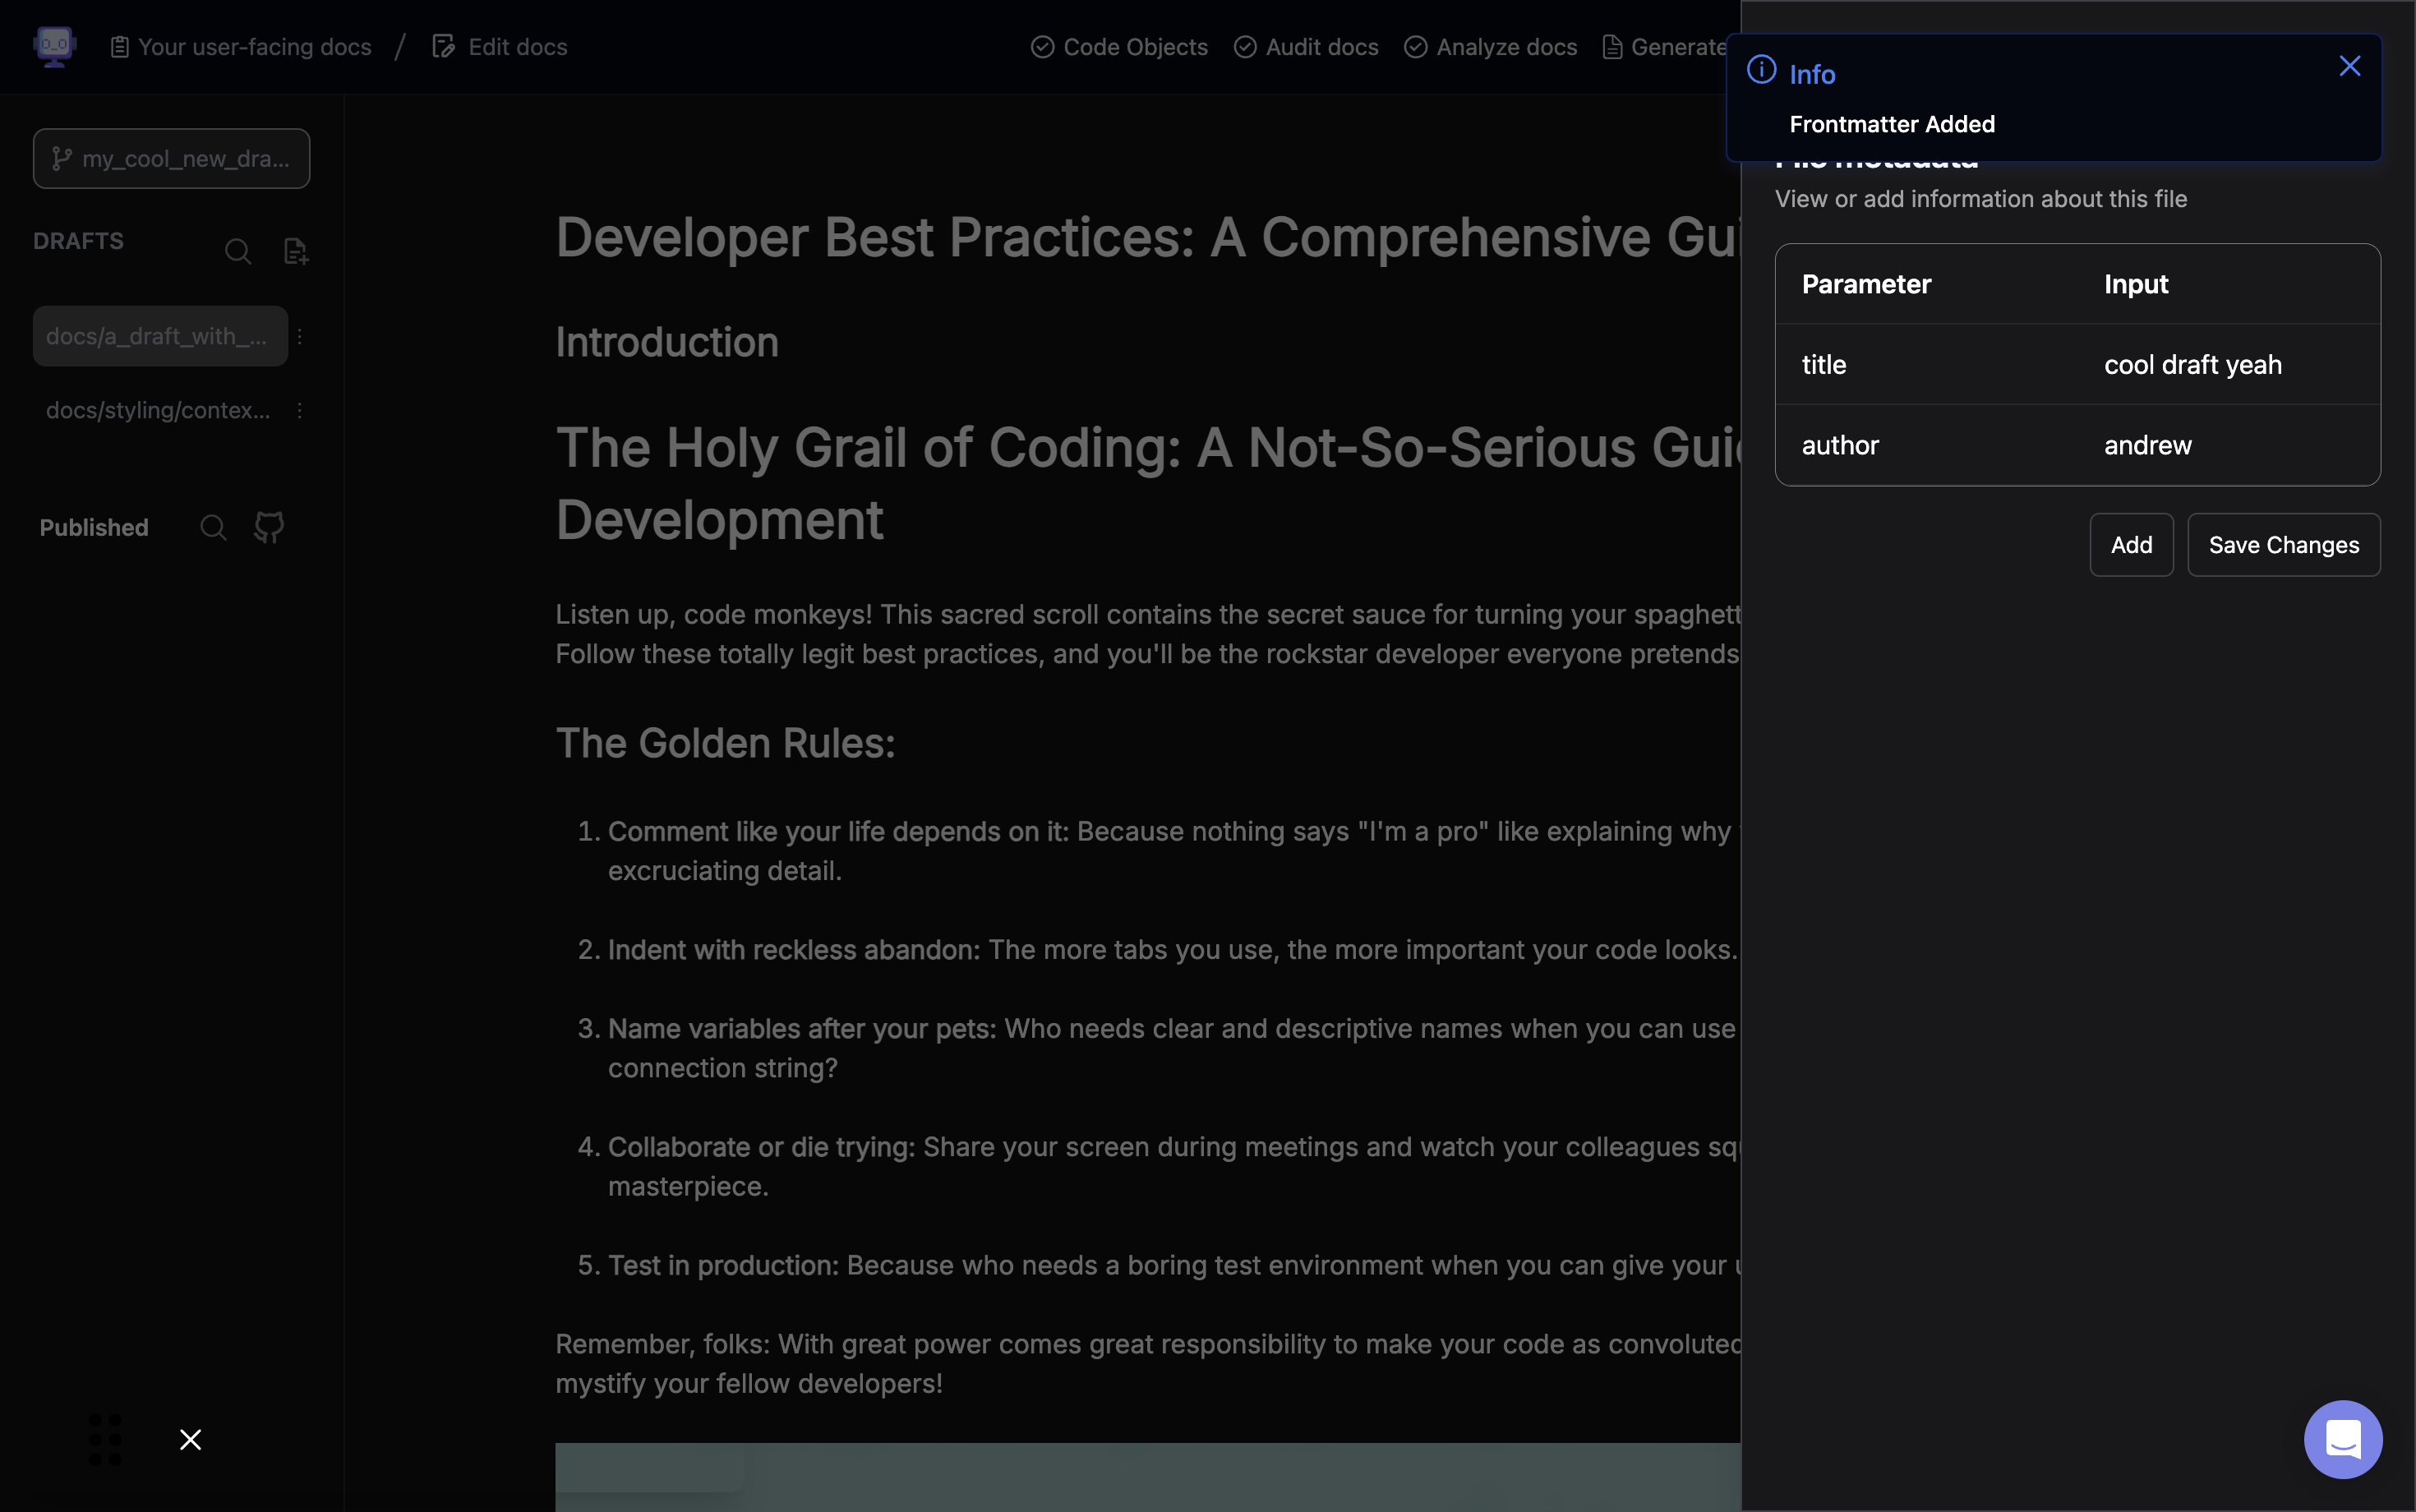 Your user-facing docs / Edit docs
Code Objects Audit docs Analyze docs Generate
Info
Frontmatter Added
my_cool_new_dra...
DRAFTS
docs/a_draft_with_...
docs/styling/contex...
Published
Developer Best Practices: A Comprehensive Gui
Introduction
The Holy Grail of Coding: A Not-So-Serious Guid
Development
Listen up, code monkeys! This sacred scroll contains the secret sauce for turning your spaghett
Follow these totally legit best practices, and you'll be the rockstar developer everyone pretends
The Golden Rules:
1. Comment like your life depends on it: Because nothing says "I'm a pro" like explaining why
excruciating detail.
2. Indent with reckless abandon: The more tabs you use, the more important your code looks.
3. Name variables after your pets: Who needs clear and descriptive names when you can use
connection string?
4. Collaborate or die trying: Share your screen during meetings and watch your colleagues squ
masterpiece.
5. Test in production: Because who needs a boring test environment when you can give your u
Remember, folks: With great power comes great responsibility to make your code as convoluted
mystify your fellow developers!
File metadata
View or add information about this file
Parameter Input
title cool draft yeah
author andrew
Add Save Changes